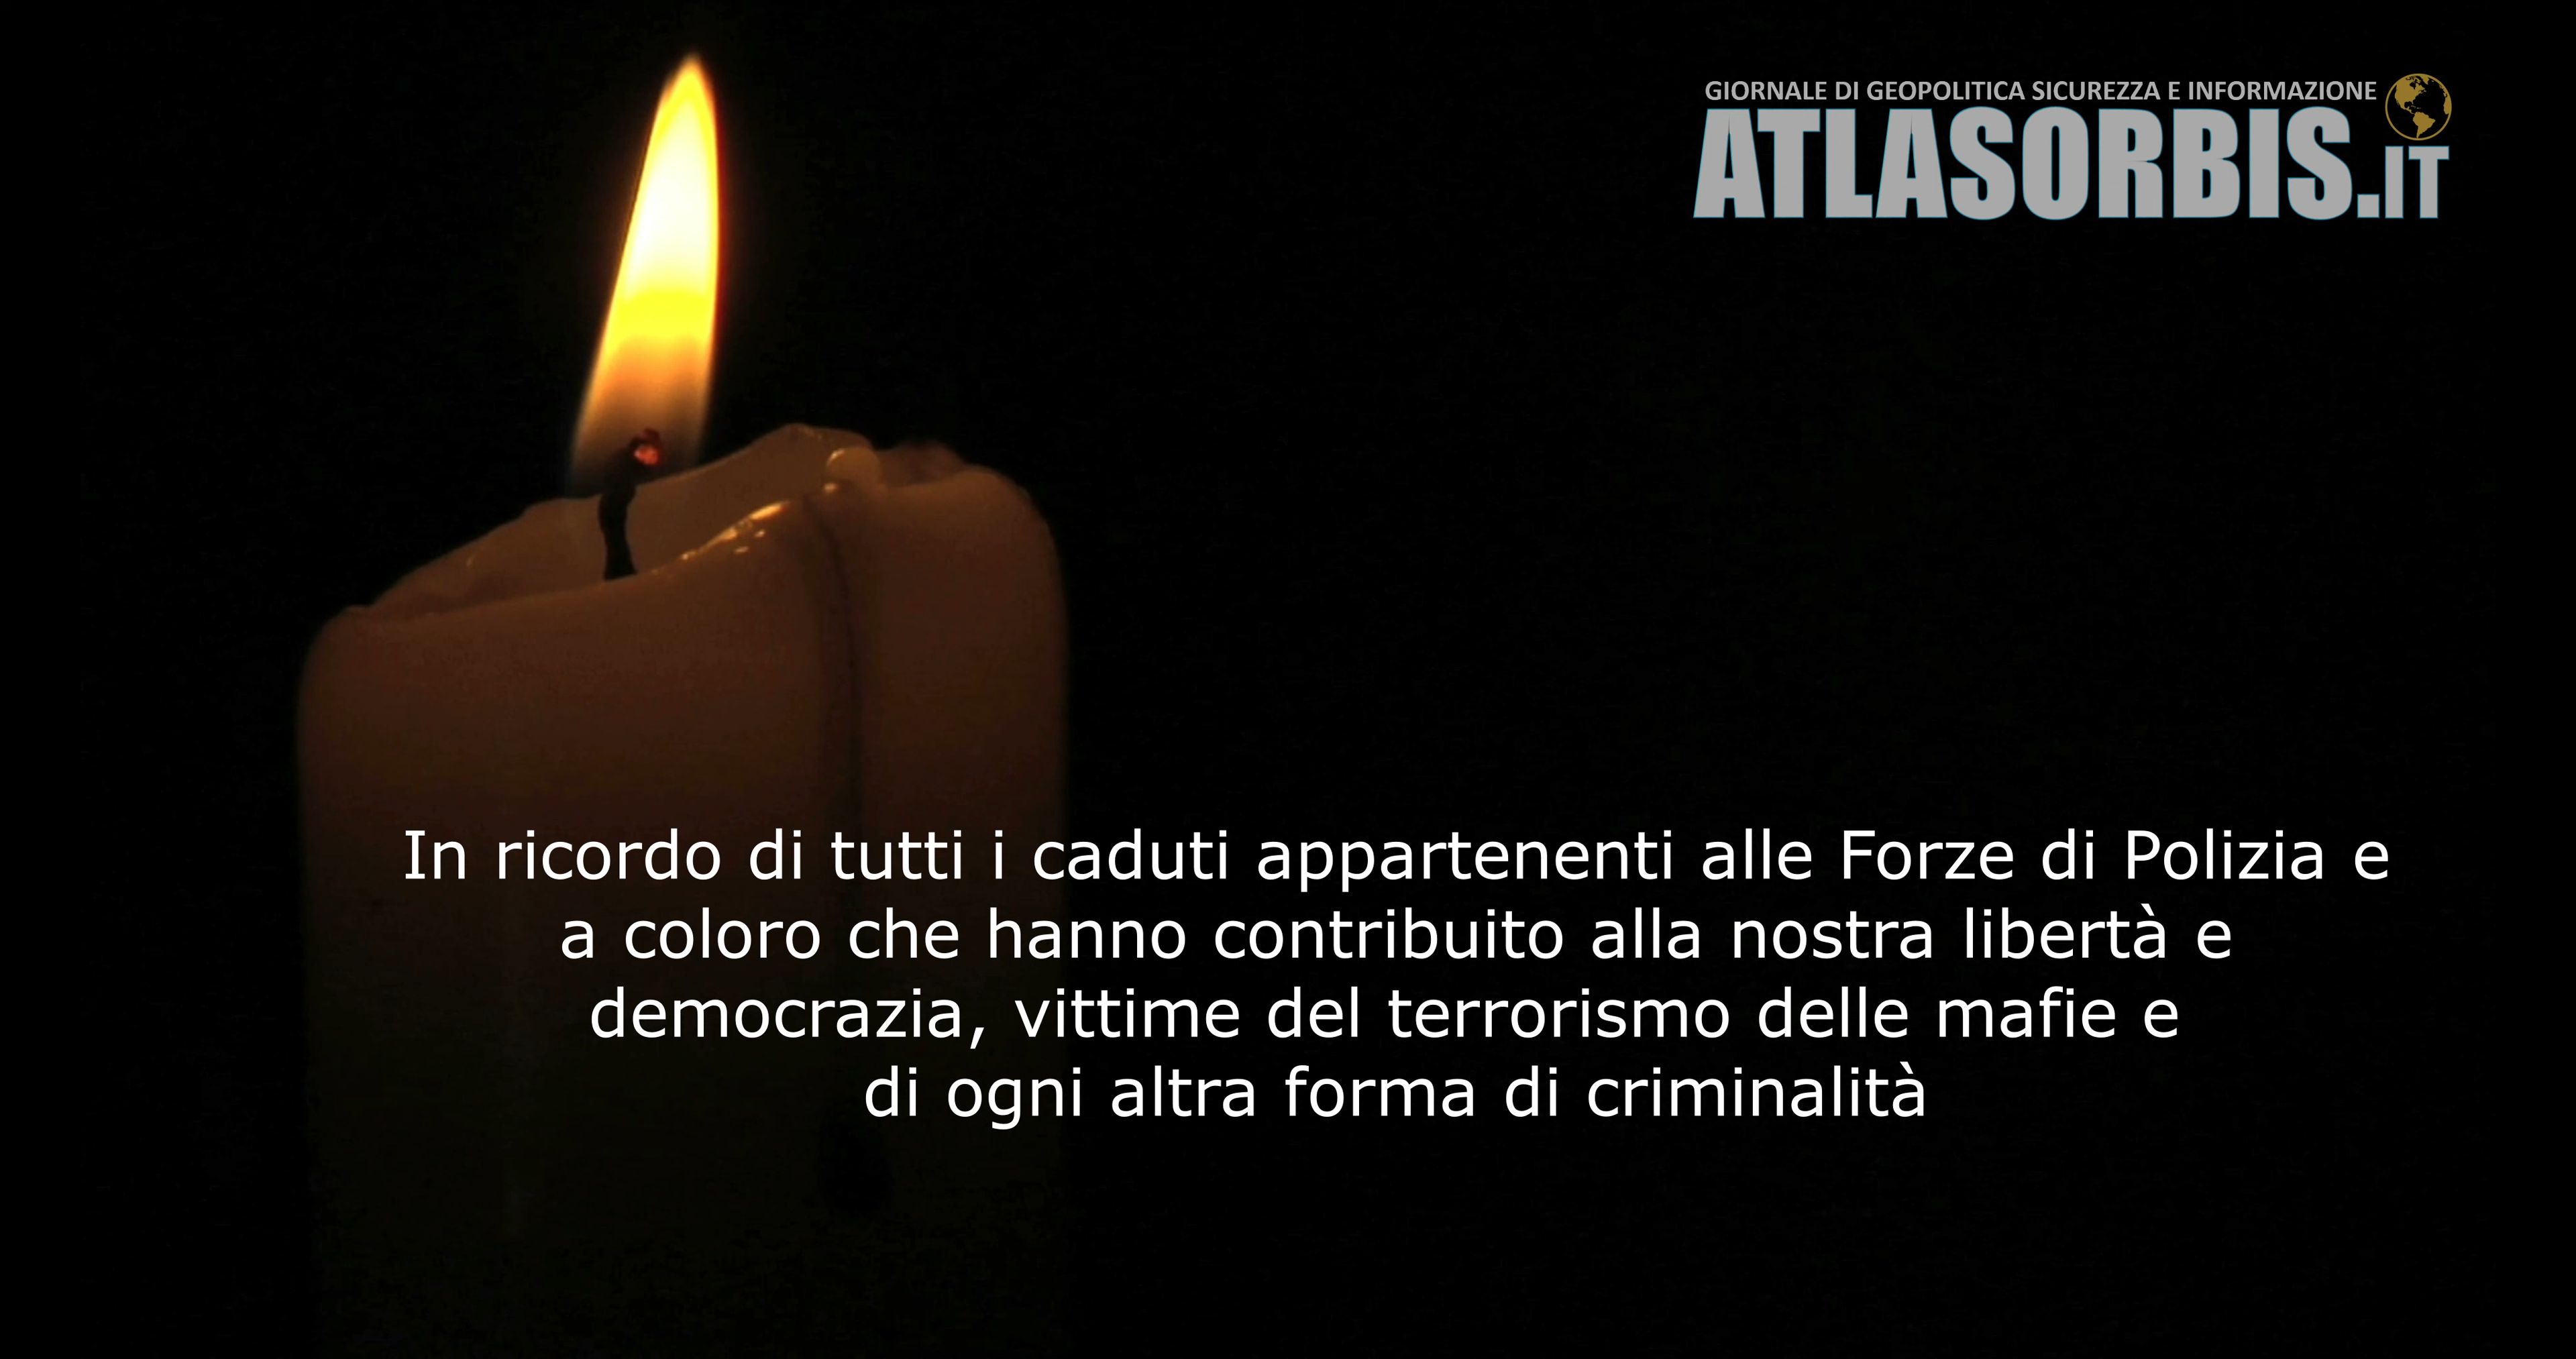 GIORNALE DI GEOPOLITICA SICUREZZA E INFORMAZIONE
ATLASORBIS.IT
In ricordo di tutti i caduti appartenenti alle Forze di Polizia e
a coloro che hanno contribuito alla nostra libertà e
democrazia, vittime del terrorismo delle mafie e
di ogni altra forma di criminalità